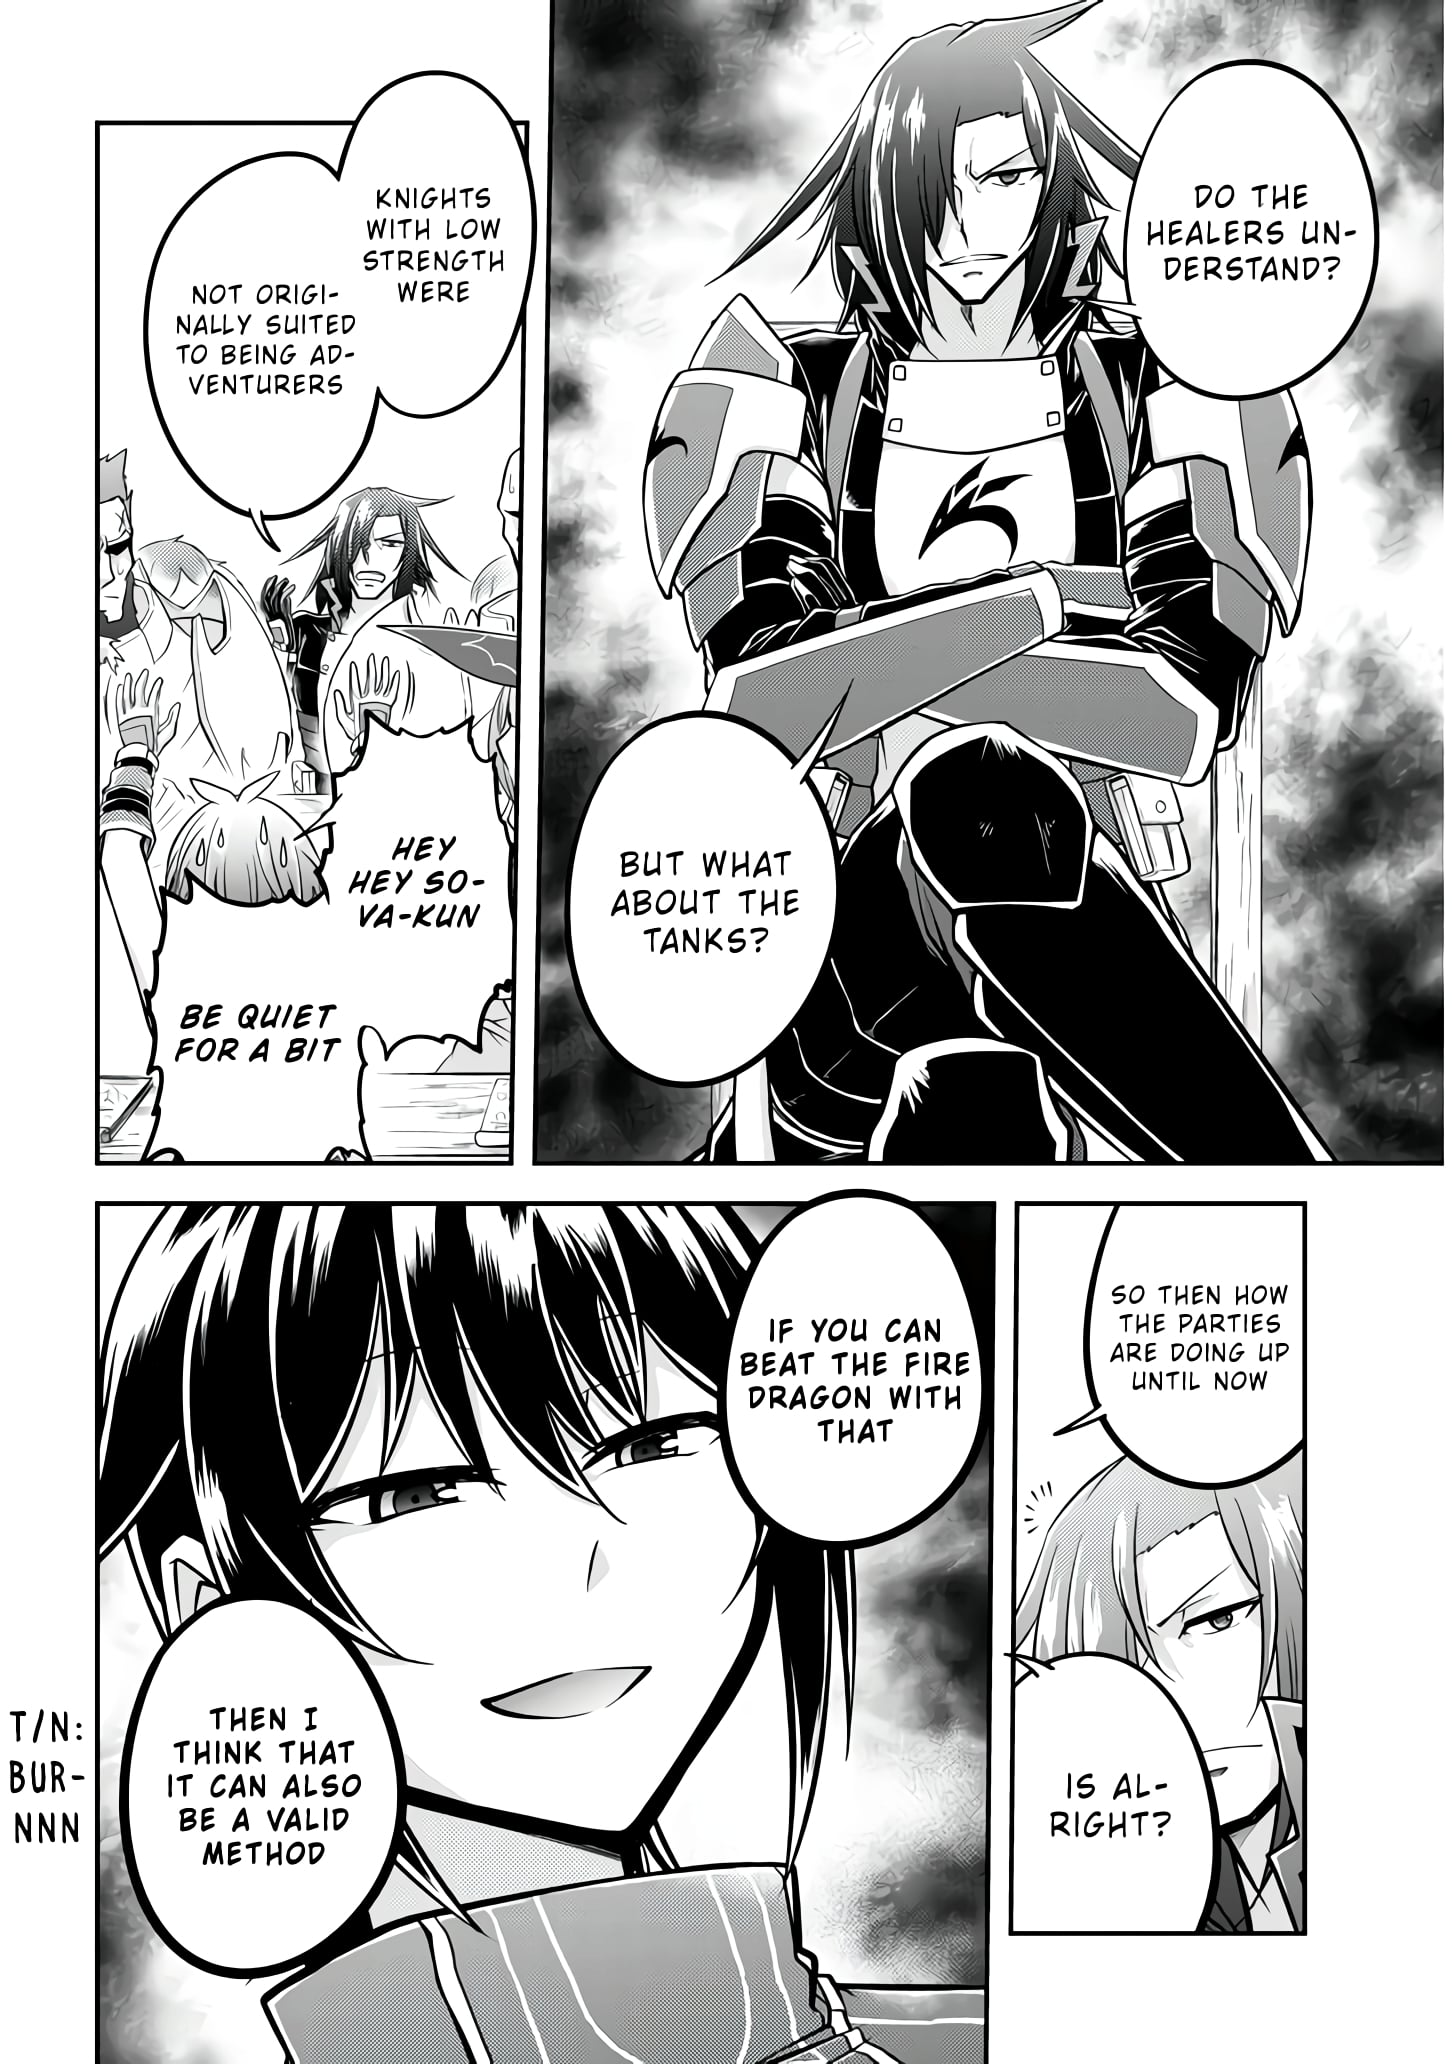 DO THE
HEALERS UN-
DERSTAND?
BUT WHAT
ABOUT THE
TANKS?
KNIGHTS
WITH LOW
STRENGTH
WERE
NOT ORIGI-
NALLY SUITED
TO BEING AD-
VENTURERS
HEY
HEY SO-
VA-KUN
BE QUIET
FOR A BIT
SO THEN HOW
THE PARTIES
ARE DOING UP
UNTIL NOW
IS AL-
RIGHT?
IF YOU CAN
BEAT THE FIRE
DRAGON WITH
THAT
THEN I
THINK THAT
IT CAN ALSO
BE A VALID
METHOD
T/N:
BUR-
NNN